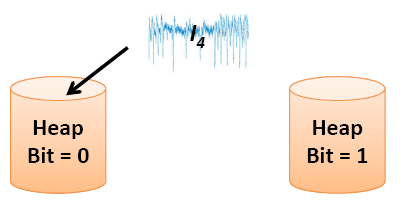 I4
Heap
Bit = 0
Heap
Bit = 1